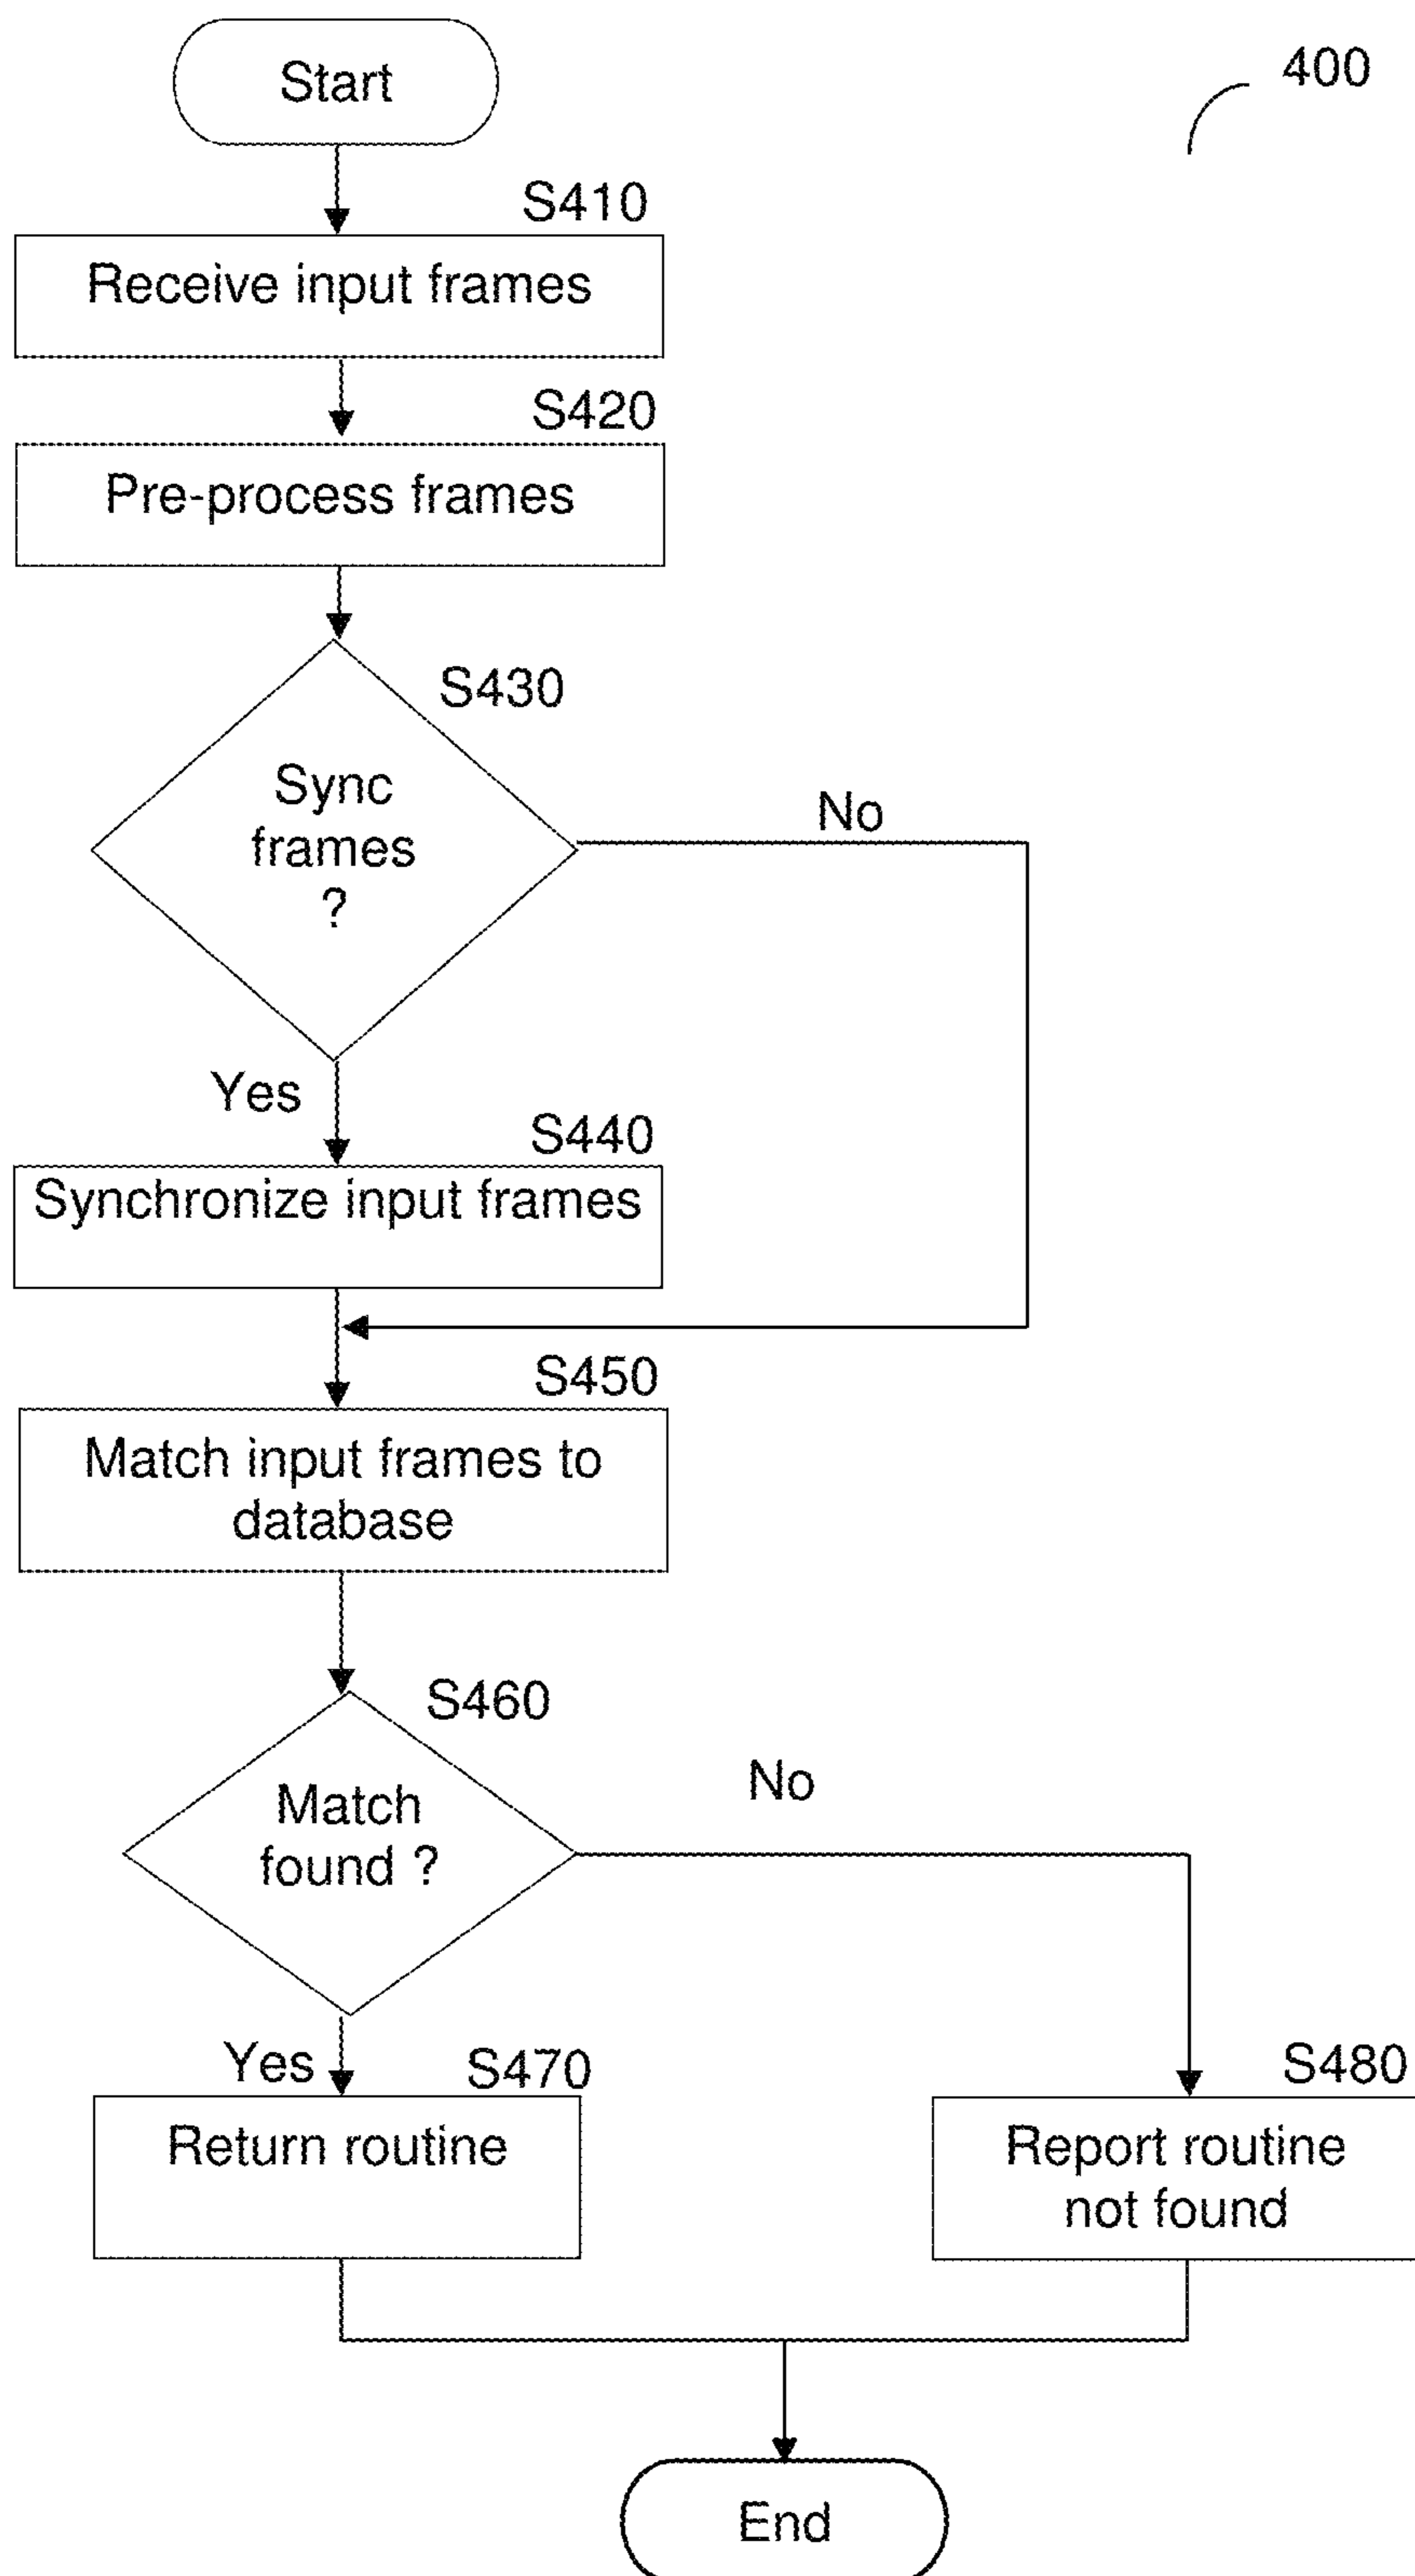 Start
400
S410
Receive input frames
S420
Pre-process frames
S430
Sync
frames
?
No
Yes
S440
Synchronize input frames
S450
Match input frames to
database
S460
Match
found ?
No
Yes
S470
Return routine
S480
Report routine
not found
End